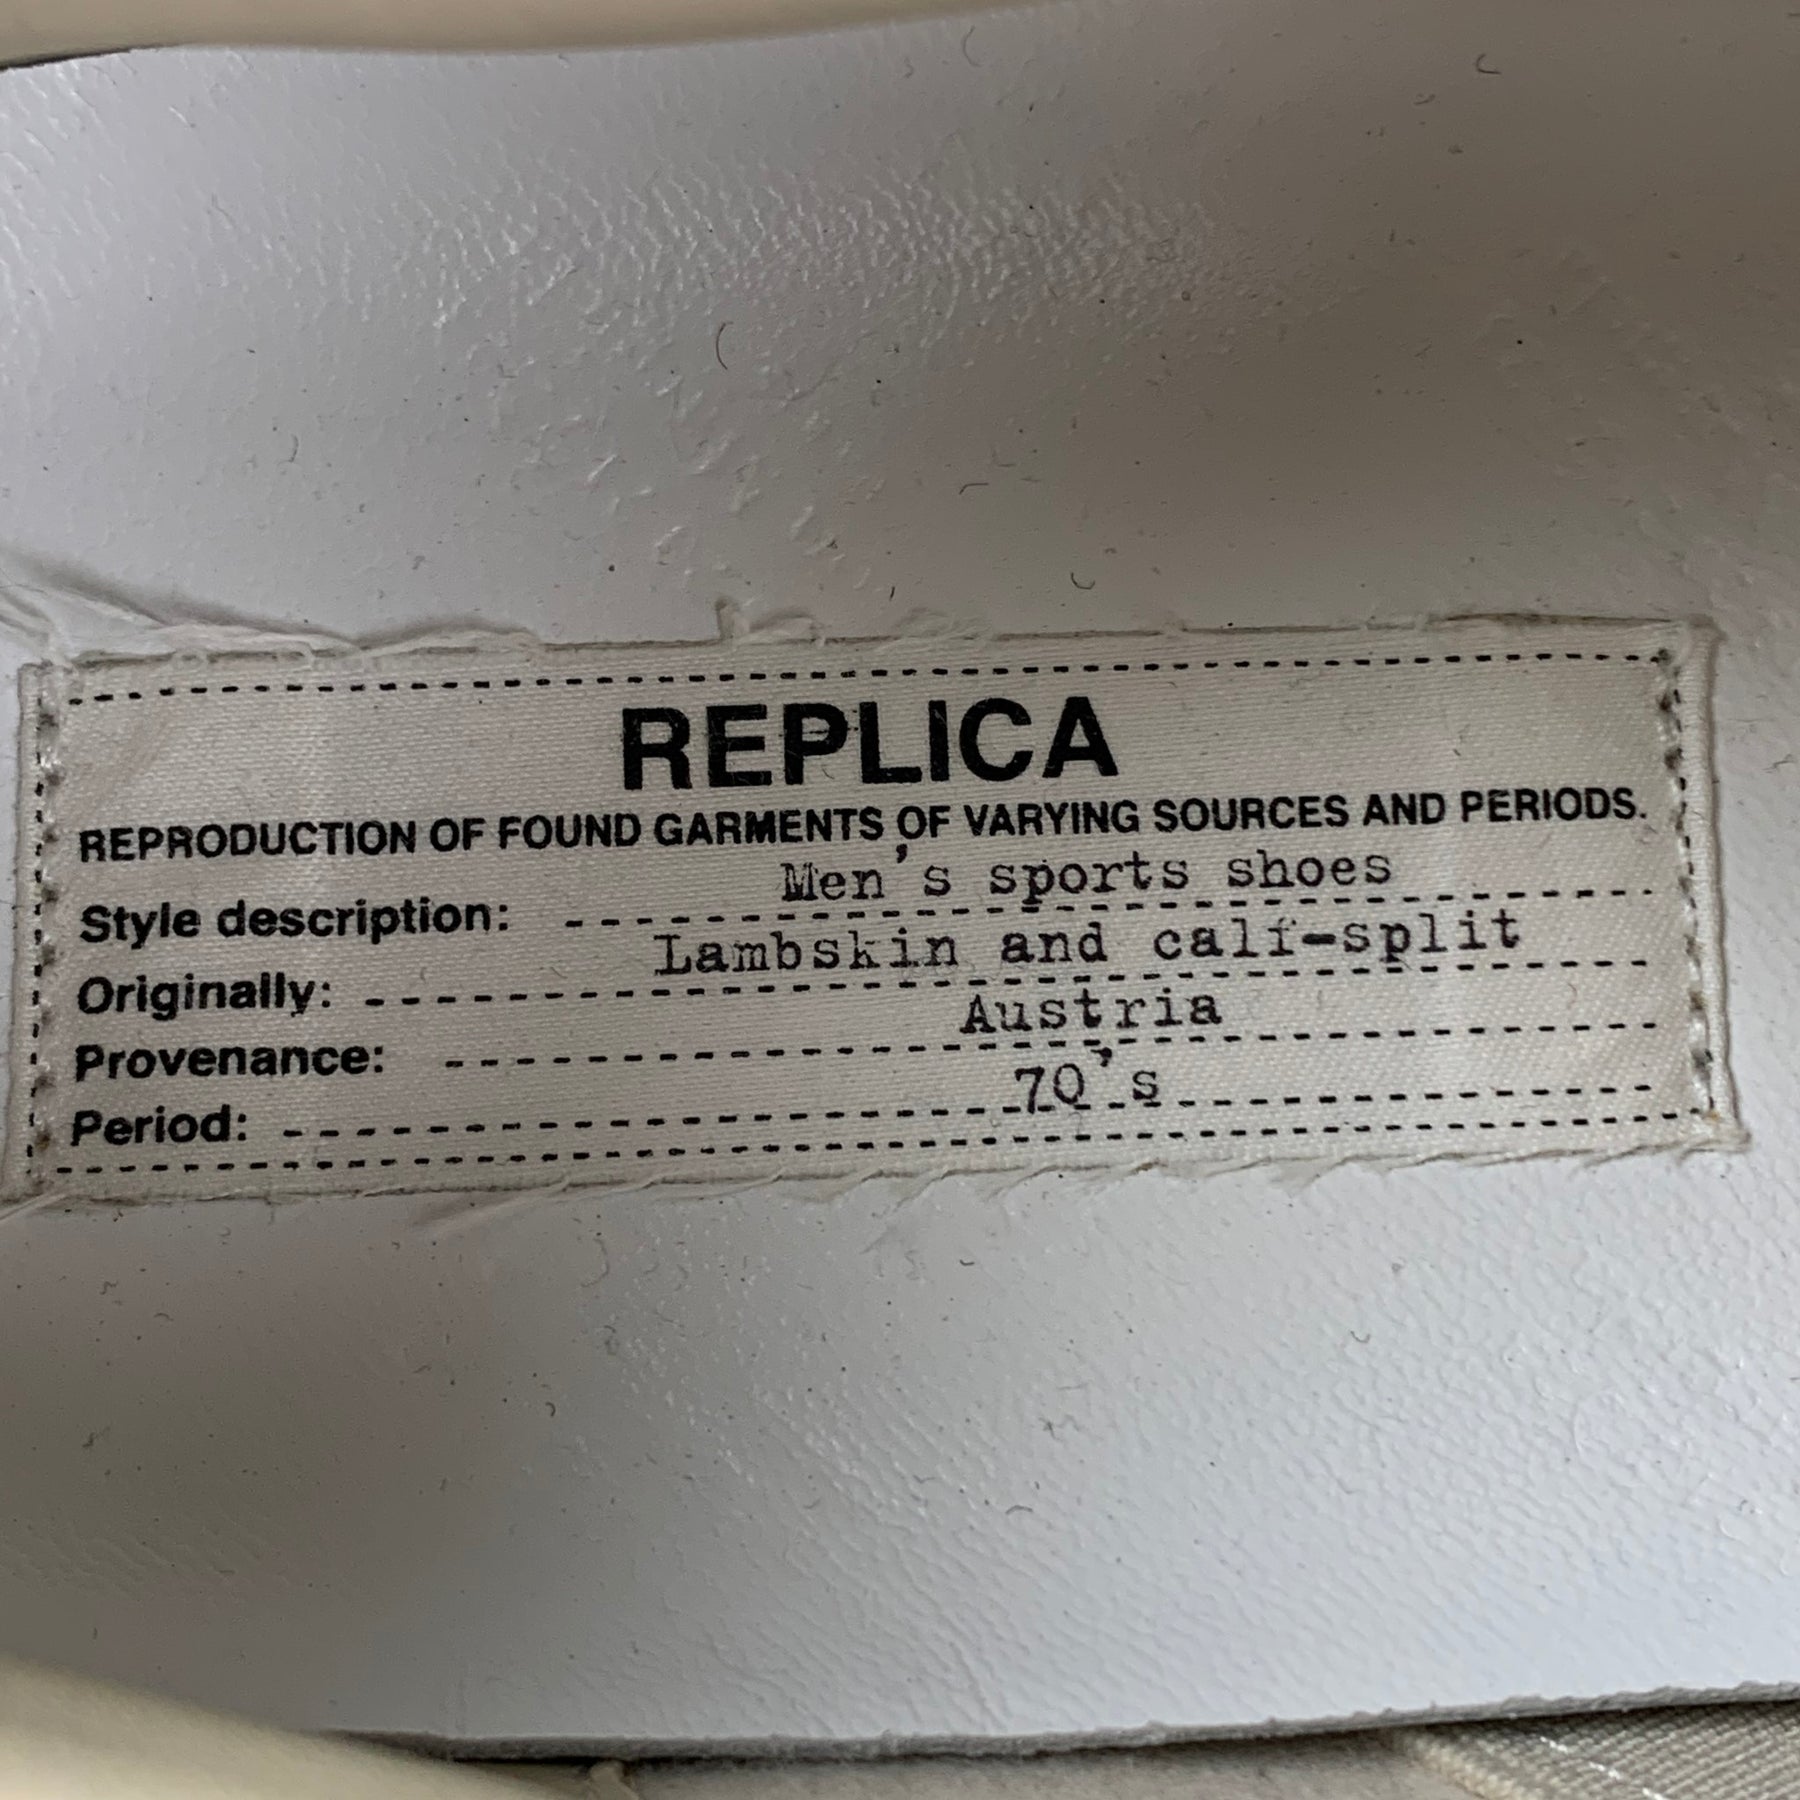 REPLICA
REPRODUCTION OF FOUND GARMENTS OF VARYING SOURCES AND PERIODS.
Style description: Men's sports shoes
Originally: Lambskin and calf-split
Provenance: Austria
Period: 70's